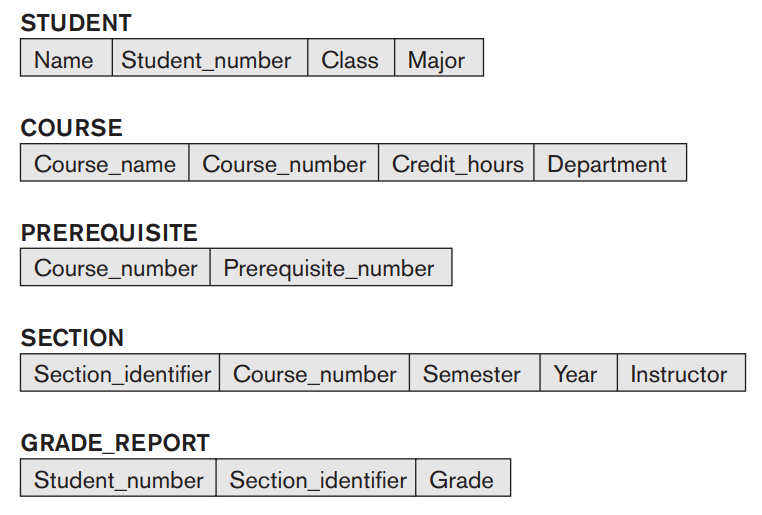 STUDENT
Name Student_number Class Major
COURSE
Course_name Course_number Credit_hours Department
PREREQUISITE
Course_number Prerequisite_number
SECTION
Section_identifier Course_number Semester Year Instructor
GRADE_REPORT
Student_number Section_identifier Grade